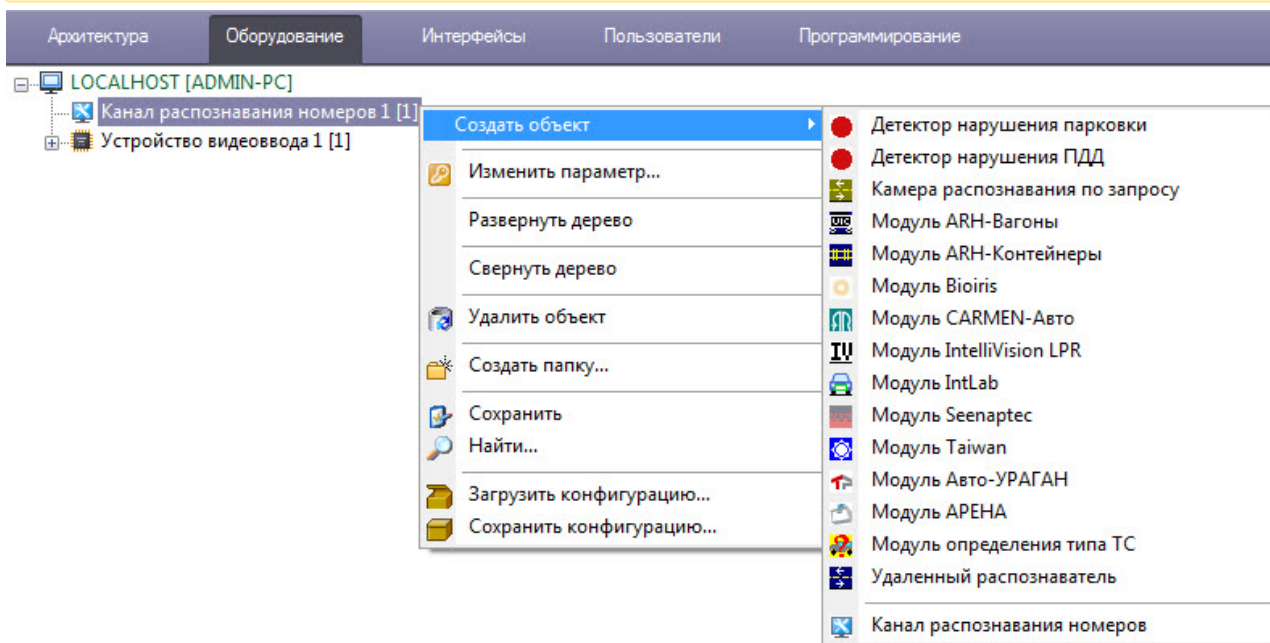 Архитектура Оборудование Интерфейсы Пользователи Программирование
LOCALHOST [ADMIN-PC]
Канал распознавания номеров 1 [1]
Устройство видеоввода 1 [1]
Создать объект
Изменить параметр...
Развернуть дерево
Свернуть дерево
Удалить объект
Создать папку...
Сохранить
Найти...
Загрузить конфигурацию...
Сохранить конфигурацию...
Детектор нарушения парковки
Детектор нарушения ПДД
Камера распознавания по запросу
Модуль ARH-Вагоны
Модуль ARH-Контейнеры
Модуль Bioiris
Модуль CARMEN-Авто
Модуль IntelliVision LPR
Модуль IntLab
Модуль Seenaptec
Модуль Taiwan
Модуль Авто-УРАГАН
Модуль АРЕНА
Модуль определения типа ТС
Удаленный распознаватель
Канал распознавания номеров